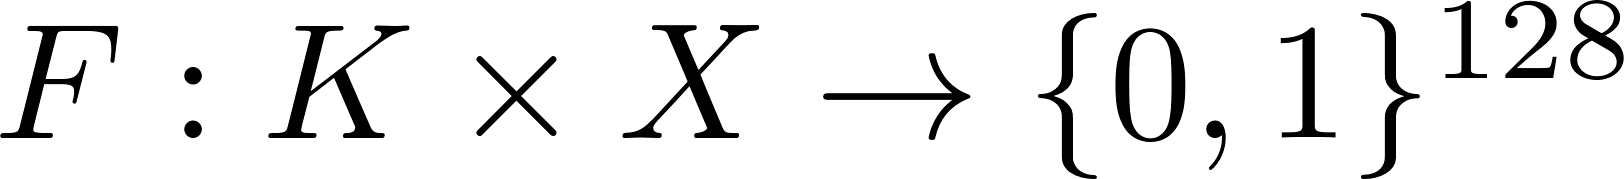 F : K × X → {0, 1}¹²⁸